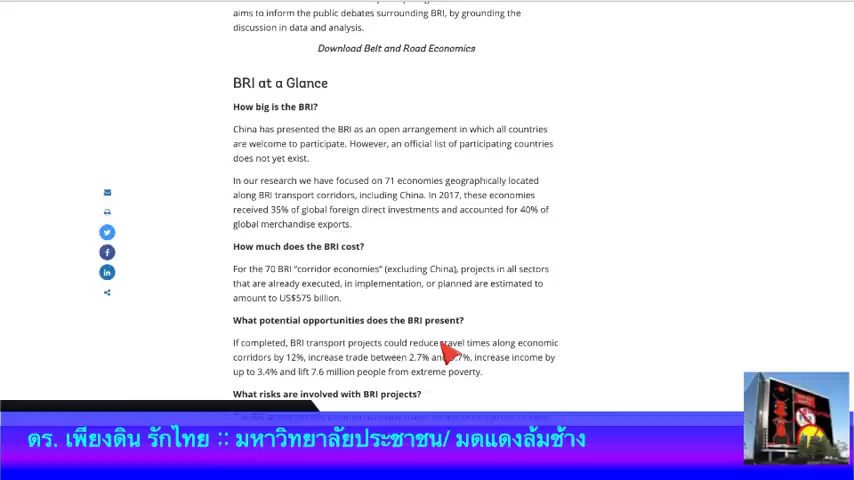 aims to inform the public debates surrounding BRI, by grounding the
discussion in data and analysis.
Download Belt and Road Economics
BRI at a Glance
How big is the BRI?
China has presented the BRI as an open arrangement in which all countries
are welcome to participate. However, an official list of participating countries
does not yet exist.
In our research we have focused on 71 economies geographically located
along BRI transport corridors, including China. In 2017, these economies
received 35% of global foreign direct investments and accounted for 40% of
global merchandise exports.
How much does the BRI cost?
For the 70 BRI “corridor economies” (excluding China), projects in all sectors
that are already executed, in implementation, or planned are estimated to
amount to US$575 billion.
What potential opportunities does the BRI present?
If completed, BRI transport projects could reduce travel times along economic
corridors by 12%, increase trade between 2.7% and increase income by
up to 3.4% and lift 7.6 million people from extreme poverty.
What risks are involved with BRI projects?
ดร. เพียงดิน รักไทย :: มหาวิทยาลัยประชาชน/ มดแดงล้มช้าง